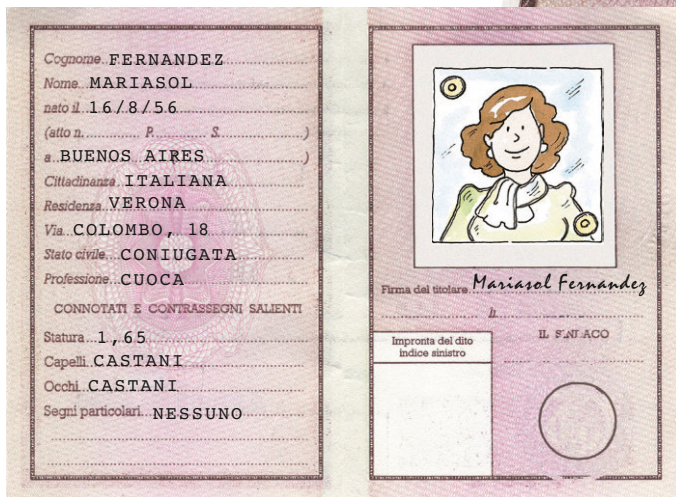 Cognome FERNANDEZ
Nome MARIASOL
nato il 16/8/56
(atto n. P. S. )
a BUENOS AIRES )
Cittadinanza ITALIANA
Residenza VERONA
Via COLOMBO, 18
Stato civile CONIUGATA
Professione CUOCA
CONNOTATI E CONTRASSEGNI SALIENTI
Statura 1,65
Capelli CASTANI
Occhi CASTANI
Segni particolari NESSUNO
Firma del titolare Mariasol Fernandez
li
IL SINDACO
Impronta del dito
indice sinistro